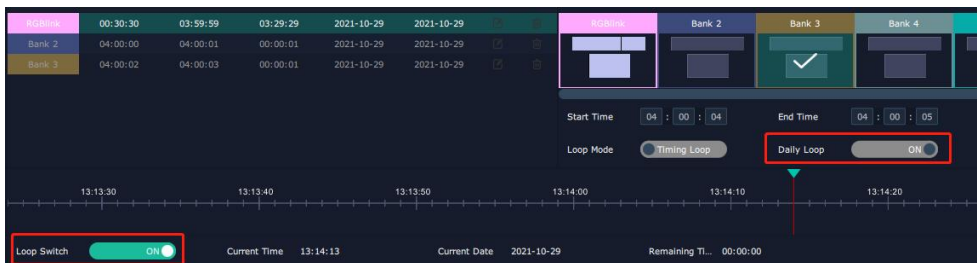 RGBlink 00:30:30 03:59:59 03:29:29 2021-10-29 2021-10-29
Bank 2 04:00:00 04:00:01 00:00:01 2021-10-29 2021-10-29
Bank 3 04:00:02 04:00:03 00:00:01 2021-10-29 2021-10-29
RGBlink Bank 2 Bank 3 Bank 4
Start Time 04 : 00 : 04 End Time 04 : 00 : 05
Loop Mode Timing Loop Daily Loop ON
13:13:30 13:13:40 13:13:50 13:14:00 13:14:10 13:14:20
Loop Switch ON Current Time 13:14:13 Current Date 2021-10-29 Remaining Ti... 00:00:00